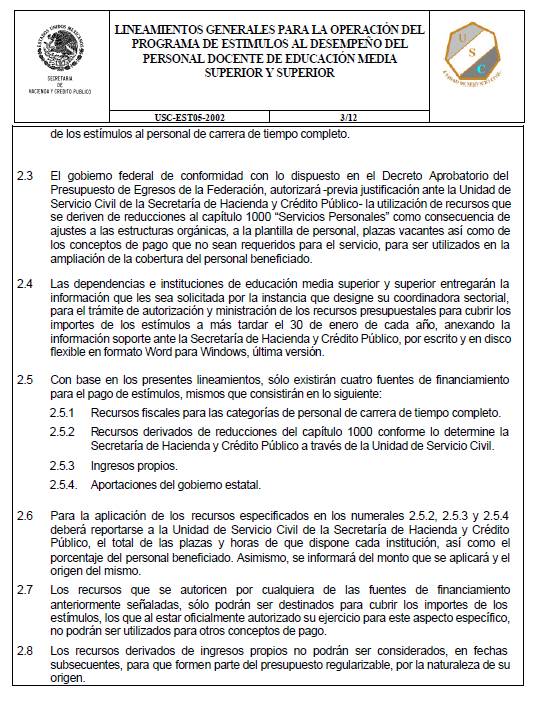 LINEAMIENTOS GENERALES PARA LA OPERACIÓN DEL
PROGRAMA DE ESTIMULOS AL DESEMPEÑO DEL
PERSONAL DOCENTE DE EDUCACIÓN MEDIA
SUPERIOR Y SUPERIOR
ESTADOS UNIDOS MEXICANOS
SECRETARIA
DE
HACIENDA Y CRÉDITO PUBLICO
U
S
C
UNIDAD DE SERVICIO CIVIL
USC-EST05-2002 3/12
de los estímulos al personal de carrera de tiempo completo.
2.3 El gobierno federal de conformidad con lo dispuesto en el Decreto Aprobatorio del
Presupuesto de Egresos de la Federación, autorizará -previa justificación ante la Unidad de
Servicio Civil de la Secretaría de Hacienda y Crédito Público- la utilización de recursos que
se deriven de reducciones al capítulo 1000 “Servicios Personales” como consecuencia de
ajustes a las estructuras orgánicas, a la plantilla de personal, plazas vacantes así como de
los conceptos de pago que no sean requeridos para el servicio, para ser utilizados en la
ampliación de la cobertura del personal beneficiado.
2.4 Las dependencias e instituciones de educación media superior y superior entregarán la
información que les sea solicitada por la instancia que designe su coordinadora sectorial,
para el trámite de autorización y ministración de los recursos presupuestales para cubrir los
importes de los estímulos a más tardar el 30 de enero de cada año, anexando la
información soporte ante la Secretaría de Hacienda y Crédito Público, por escrito y en disco
flexible en formato Word para Windows, última versión.
2.5 Con base en los presentes lineamientos, sólo existirán cuatro fuentes de financiamiento
para el pago de estímulos, mismos que consistirán en lo siguiente:
2.5.1 Recursos fiscales para las categorías de personal de carrera de tiempo completo.
2.5.2 Recursos derivados de reducciones del capítulo 1000 conforme lo determine la
Secretaría de Hacienda y Crédito Público a través de la Unidad de Servicio Civil.
2.5.3 Ingresos propios.
2.5.4. Aportaciones del gobierno estatal.
2.6 Para la aplicación de los recursos especificados en los numerales 2.5.2, 2.5.3 y 2.5.4
deberá reportarse a la Unidad de Servicio Civil de la Secretaría de Hacienda y Crédito
Público, el total de las plazas y horas de que dispone cada institución, así como el
porcentaje del personal beneficiado. Asimismo, se informará del monto que se aplicará y el
origen del mismo.
2.7 Los recursos que se autoricen por cualquiera de las fuentes de financiamiento
anteriormente señaladas, sólo podrán ser destinados para cubrir los importes de los
estímulos, los que al estar oficialmente autorizado su ejercicio para este aspecto específico,
no podrán ser utilizados para otros conceptos de pago.
2.8 Los recursos derivados de ingresos propios no podrán ser considerados, en fechas
subsecuentes, para que formen parte del presupuesto regularizable, por la naturaleza de su
origen.